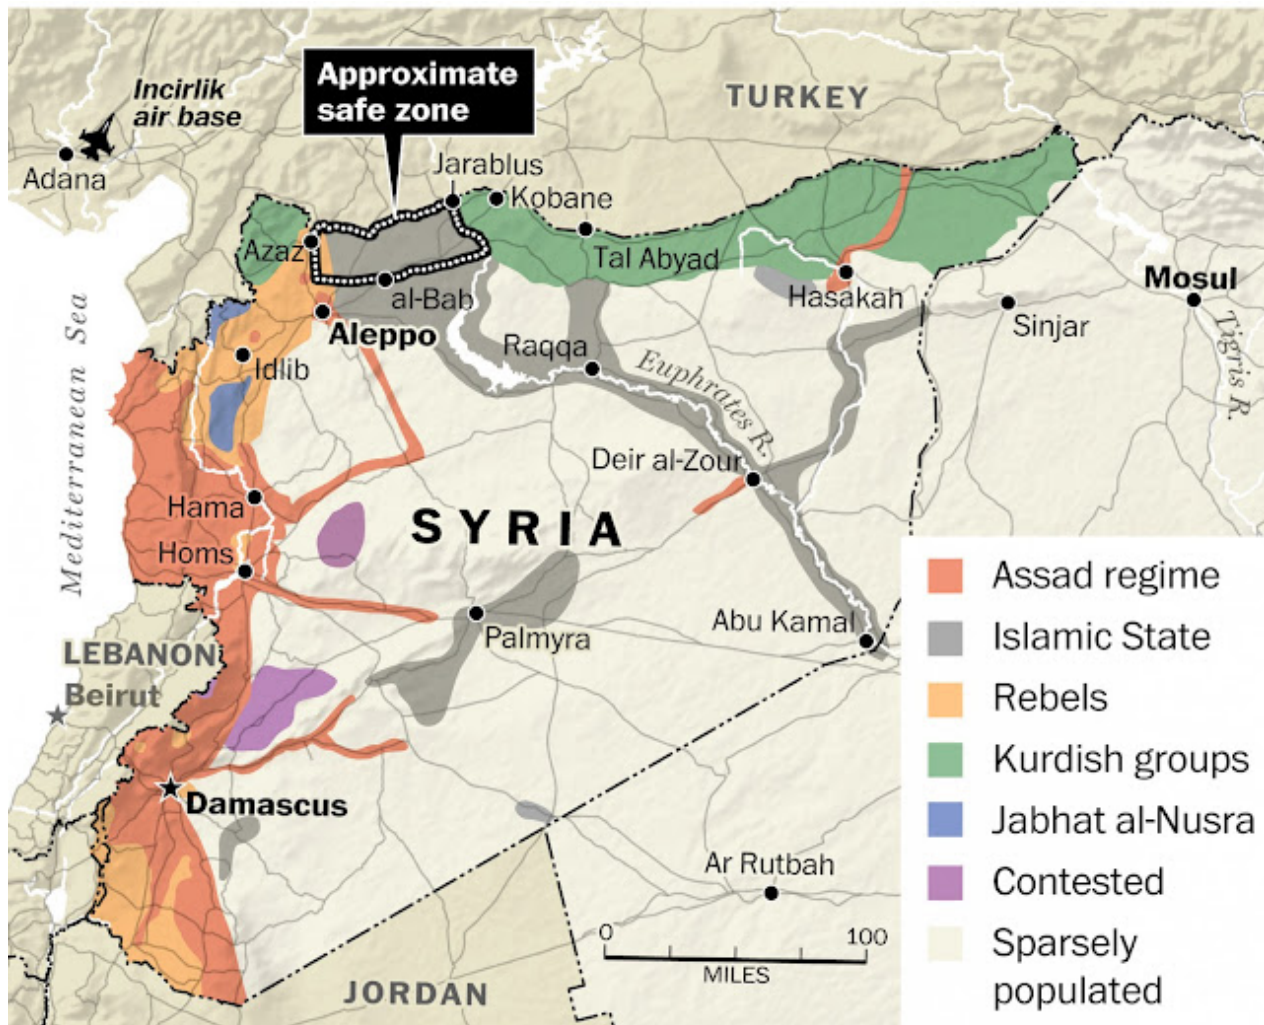 Approximate
safe zone
TURKEY
Incirlik
air base
Adana
Jarablus
Kobane
Azaz
Tal Abyad
al-Bab
Hasakah
Mosul
Sinjar
Tigris R.
Aleppo
Raqqa
Euphrates R.
Idlib
Mediterranean Sea
Deir al-Zour
Hama
SYRIA
Homs
Abu Kamal
Palmyra
LEBANON
Beirut
Damascus
Ar Rutbah
0 100
MILES
JORDAN
Assad regime
Islamic State
Rebels
Kurdish groups
Jabhat al-Nusra
Contested
Sparsely
populated